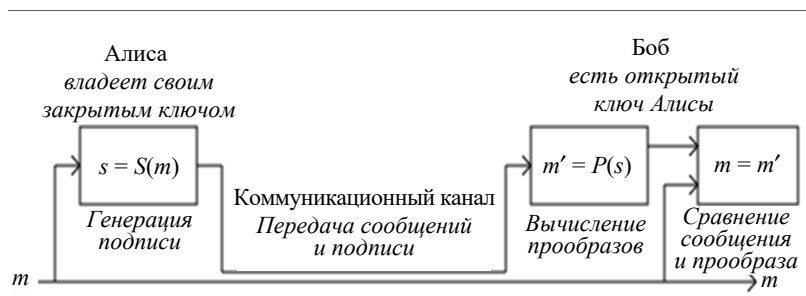 Алиса
владеет своим
закрытым ключом
Боб
есть открытый
ключ Алисы
s = S(m)
m′ = P(s)
m = m′
Генерация
подписи
Коммуникационный канал
Передача сообщений
и подписи
Вычисление
прообразов
Сравнение
сообщения
и прообраза
m
m